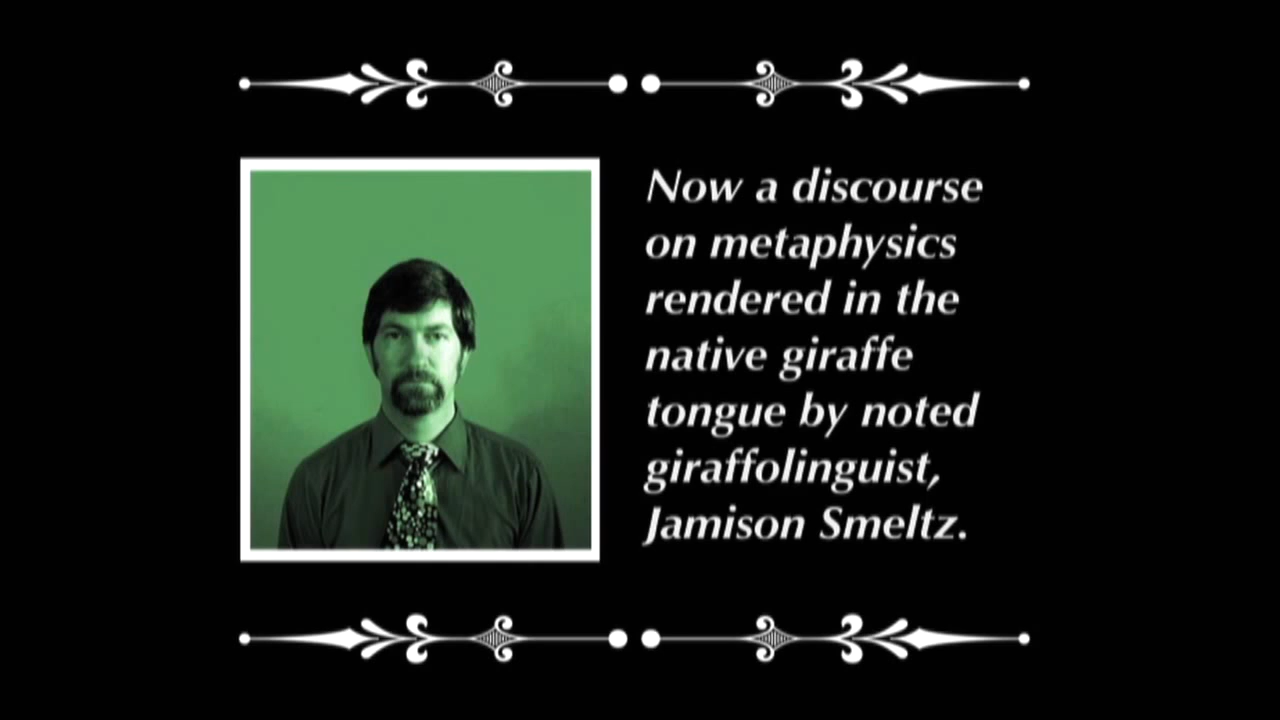 Now a discourse
on metaphysics
rendered in the
native giraffe
tongue by noted
giraffolinguist,
Jamison Smeltz.